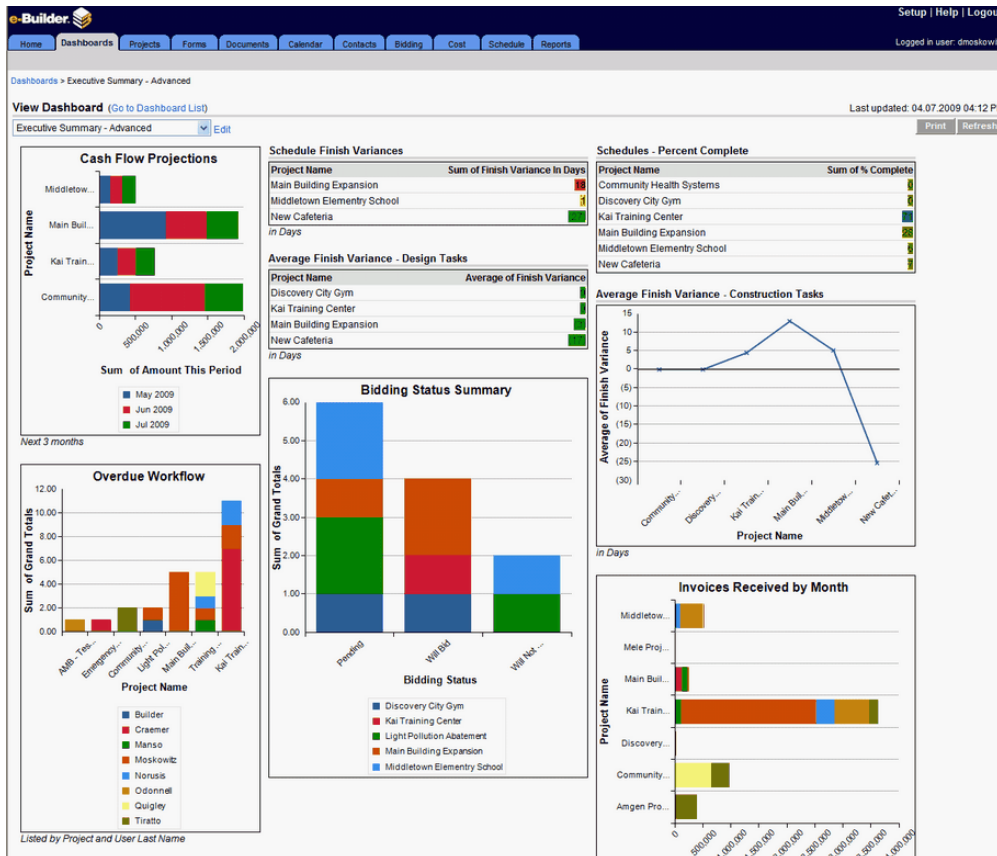 e-Builder.
Setup | Help | Logou
Home Dashboards Projects Forms Documents Calendar Contacts Bidding Cost Schedule Reports
Logged in user: dmoskowi
Dashboards > Executive Summary - Advanced
View Dashboard (Go to Dashboard List)
Last updated: 04.07.2009 04:12 P
Executive Summary - Advanced Edit
Print Refresh
Cash Flow Projections
Project Name
Middletow...
Main Buil...
Kai Train...
Community...
0 500,000 1,000,000 1,500,000 2,000,000
Sum of Amount This Period
May 2009
Jun 2009
Jul 2009
Next 3 months
Overdue Workflow
Sum of Grand Totals
12.00
10.00
8.00
6.00
4.00
2.00
0.00
AMB - Tes... Emergency... Community... Light Pol... Main Buil... Training ... Kai Train...
Project Name
Builder
Craemer
Manso
Moskowitz
Norusis
Odonnell
Quigley
Tiratto
Listed by Project and User Last Name
Schedule Finish Variances
Project Name Sum of Finish Variance In Days
Main Building Expansion 18
Middletown Elementry School 1
New Cafeteria
in Days
Average Finish Variance - Design Tasks
Project Name Average of Finish Variance
Discovery City Gym
Kai Training Center
Main Building Expansion
New Cafeteria
in Days
Bidding Status Summary
Sum of Grand Totals
6.00
5.00
4.00
3.00
2.00
1.00
0.00
Pending Will Bid Will Not ...
Bidding Status
Discovery City Gym
Kai Training Center
Light Pollution Abatement
Main Building Expansion
Middletown Elementry School
Schedules - Percent Complete
Project Name Sum of % Complete
Community Health Systems
Discovery City Gym
Kai Training Center
Main Building Expansion
Middletown Elementry School
New Cafeteria
Average Finish Variance - Construction Tasks
Average of Finish Variance
15
10
5
0
(5)
(10)
(15)
(20)
(25)
(30)
Community... Discovery... Kai Train... Main Buil... Middletow... New Cafet...
Project Name
in Days
Invoices Received by Month
Project Name
Middletow...
Mele Proj...
Main Buil...
Kai Train...
Discovery...
Community...
Amgen Pro...
0 500,000 1,000,000 1,500,000 2,000,000 2,500,000 3,000,000 3,500,000 4,000,000